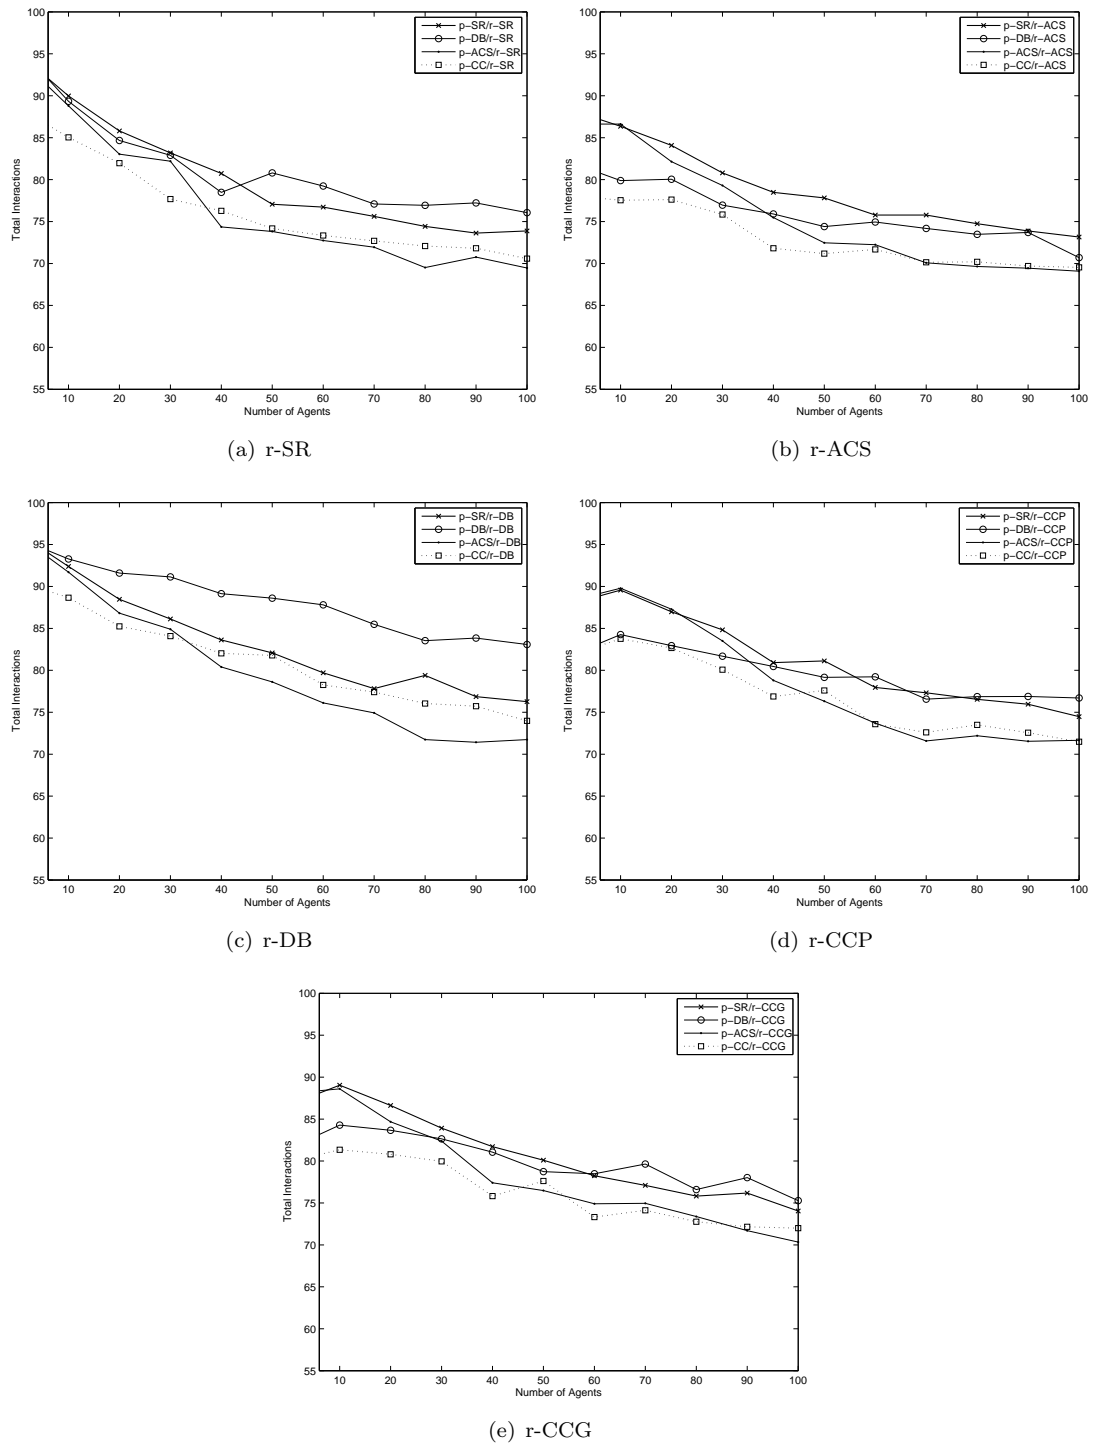 100
95
90
85
80
75
70
65
60
55
Total Interactions
p−SR/r−SR
p−DB/r−SR
p−ACS/r−SR
p−CC/r−SR
10 20 30 40 50 60 70 80 90 100
Number of Agents
(a) r-SR
100
95
90
85
80
75
70
65
60
55
Total Interactions
p−SR/r−ACS
p−DB/r−ACS
p−ACS/r−ACS
p−CC/r−ACS
10 20 30 40 50 60 70 80 90 100
Number of Agents
(b) r-ACS
100
95
90
85
80
75
70
65
60
55
Total Interactions
p−SR/r−DB
p−DB/r−DB
p−ACS/r−DB
p−CC/r−DB
10 20 30 40 50 60 70 80 90 100
Number of Agents
(c) r-DB
100
95
90
85
80
75
70
65
60
55
Total Interactions
p−SR/r−CCP
p−DB/r−CCP
p−ACS/r−CCP
p−CC/r−CCP
10 20 30 40 50 60 70 80 90 100
Number of Agents
(d) r-CCP
100
95
90
85
80
75
70
65
60
55
Total Interactions
p−SR/r−CCG
p−DB/r−CCG
p−ACS/r−CCG
p−CC/r−CCG
10 20 30 40 50 60 70 80 90 100
Number of Agents
(e) r-CCG